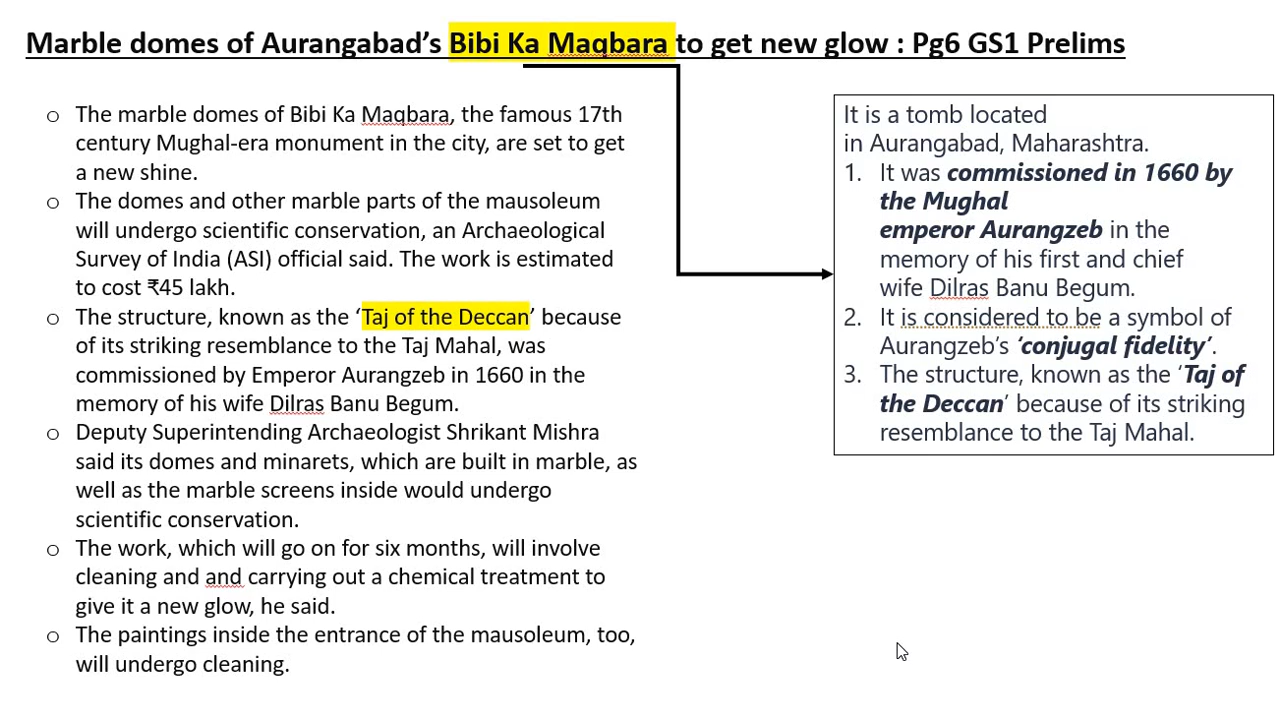 Marble domes of Aurangabad’s Bibi Ka Maqbara to get new glow : Pg6 GS1 Prelims
o The marble domes of Bibi Ka Maqbara, the famous 17th
century Mughal-era monument in the city, are set to get
a new shine.
o The domes and other marble parts of the mausoleum
will undergo scientific conservation, an Archaeological
Survey of India (ASI) official said. The work is estimated
to cost ₹45 lakh.
o The structure, known as the ‘Taj of the Deccan’ because
of its striking resemblance to the Taj Mahal, was
commissioned by Emperor Aurangzeb in 1660 in the
memory of his wife Dilras Banu Begum.
o Deputy Superintending Archaeologist Shrikant Mishra
said its domes and minarets, which are built in marble, as
well as the marble screens inside would undergo
scientific conservation.
o The work, which will go on for six months, will involve
cleaning and and carrying out a chemical treatment to
give it a new glow, he said.
o The paintings inside the entrance of the mausoleum, too,
will undergo cleaning.
It is a tomb located
in Aurangabad, Maharashtra.
1. It was commissioned in 1660 by
the Mughal
emperor Aurangzeb in the
memory of his first and chief
wife Dilras Banu Begum.
2. It is considered to be a symbol of
Aurangzeb’s ‘conjugal fidelity’.
3. The structure, known as the ‘Taj of
the Deccan’ because of its striking
resemblance to the Taj Mahal.